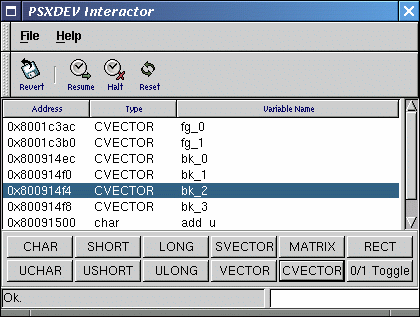 PSXDEV Interactor
File Help
Revert Resume Halt Reset
Address Type Variable Name
0x8001c3ac CVECTOR fg_0
0x8001c3b0 CVECTOR fg_1
0x800914ec CVECTOR bk_0
0x800914f0 CVECTOR bk_1
0x800914f4 CVECTOR bk_2
0x800914f8 CVECTOR bk_3
0x80091500 char add_u
CHAR SHORT LONG SVECTOR MATRIX RECT
UCHAR USHORT ULONG VECTOR CVECTOR 0/1 Toggle
Ok.